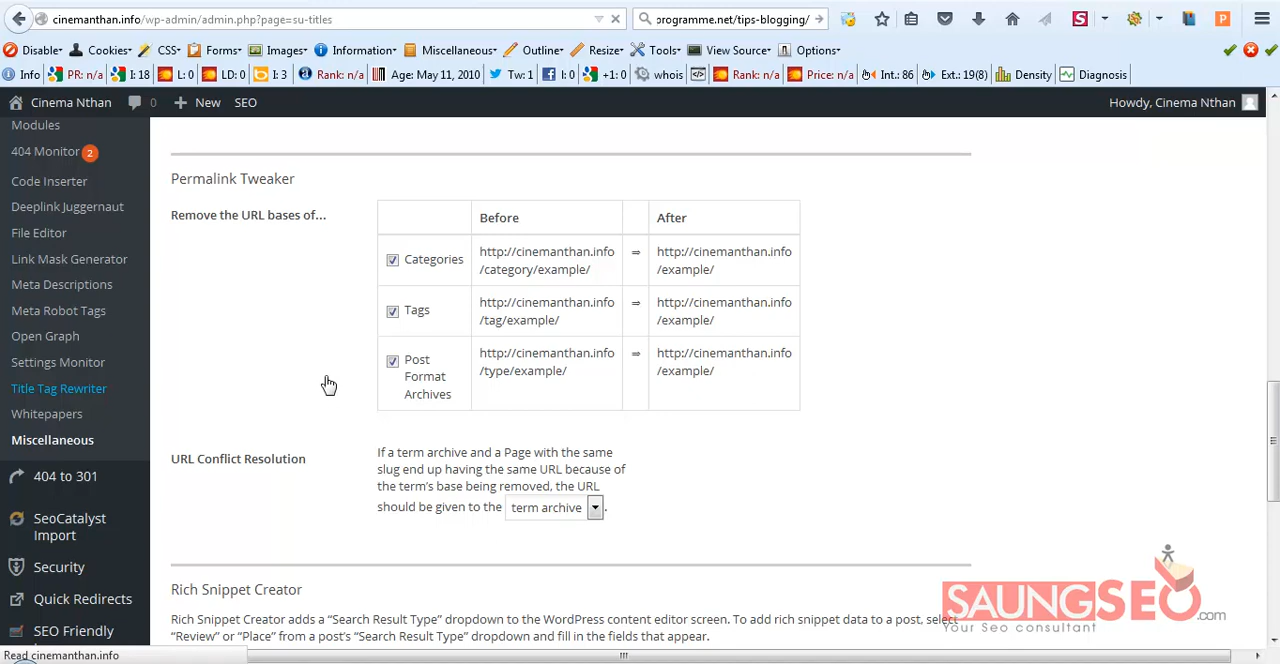 cinemanthan.info/wp-admin/admin.php?page=su-titles
programme.net/tips-blogging/
S
P
Disable▾ Cookies▾ CSS▾ Forms▾ Images▾ Information▾ Miscellaneous▾ Outline▾ Resize▾ Tools▾ View Source▾ Options▾
Info PR: n/a I: 18 L: 0 LD: 0 I: 3 Rank: n/a Age: May 11, 2010 Tw: 1 I: 0 +1: 0 whois Rank: n/a Price: n/a Int.: 86 Ext.: 19(8) Density Diagnosis
Cinema Nthan 0 New SEO Howdy, Cinema Nthan
Modules
404 Monitor 2
Code Inserter
Deeplink Juggernaut
File Editor
Link Mask Generator
Meta Descriptions
Meta Robot Tags
Open Graph
Settings Monitor
Title Tag Rewriter
Whitepapers
Miscellaneous
404 to 301
SeoCatalyst
Import
Security
Quick Redirects
SEO Friendly
Read cinemanthan.info
Permalink Tweaker
Remove the URL bases of...
Before After
Categories
http://cinemanthan.info
/category/example/
⇒
http://cinemanthan.info
/example/
Tags
http://cinemanthan.info
/tag/example/
⇒
http://cinemanthan.info
/example/
Post
Format
Archives
http://cinemanthan.info
/type/example/
⇒
http://cinemanthan.info
/example/
URL Conflict Resolution
If a term archive and a Page with the same
slug end up having the same URL because of
the term's base being removed, the URL
should be given to the term archive .
Rich Snippet Creator
Rich Snippet Creator adds a "Search Result Type" dropdown to the WordPress content editor screen. To add rich snippet data to a post, select
"Review" or "Place" from a post's "Search Result Type" dropdown and fill in the fields that appear.
SAUNGSEO.com
Your Seo consultant